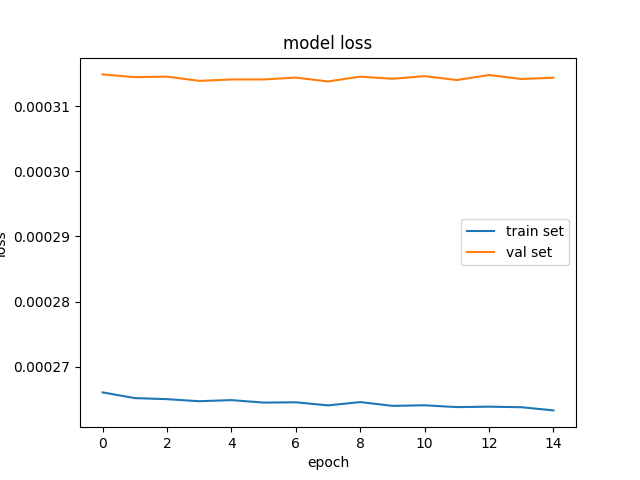 model loss
0.00031
0.00030
0.00029
0.00028
0.00027
loss
train set
val set
0 2 4 6 8 10 12 14
epoch